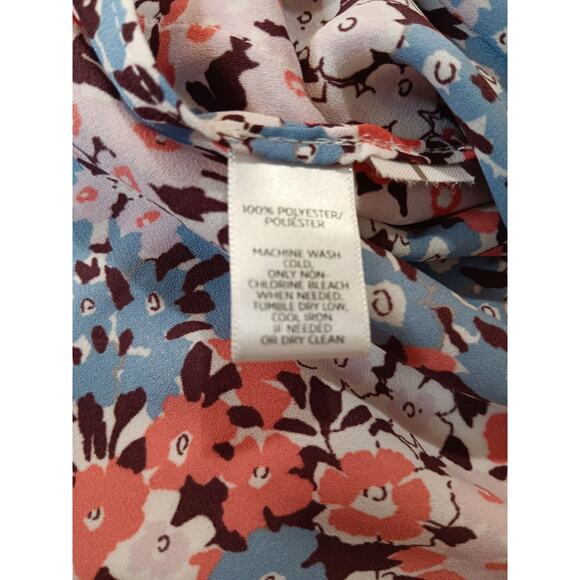 100% POLYESTER/
POLIÉSTER
MACHINE WASH
COLD,
ONLY NON-
CHLORINE BLEACH
WHEN NEEDED,
TUMBLE DRY LOW,
COOL IRON
IF NEEDED
OR DRY CLEAN